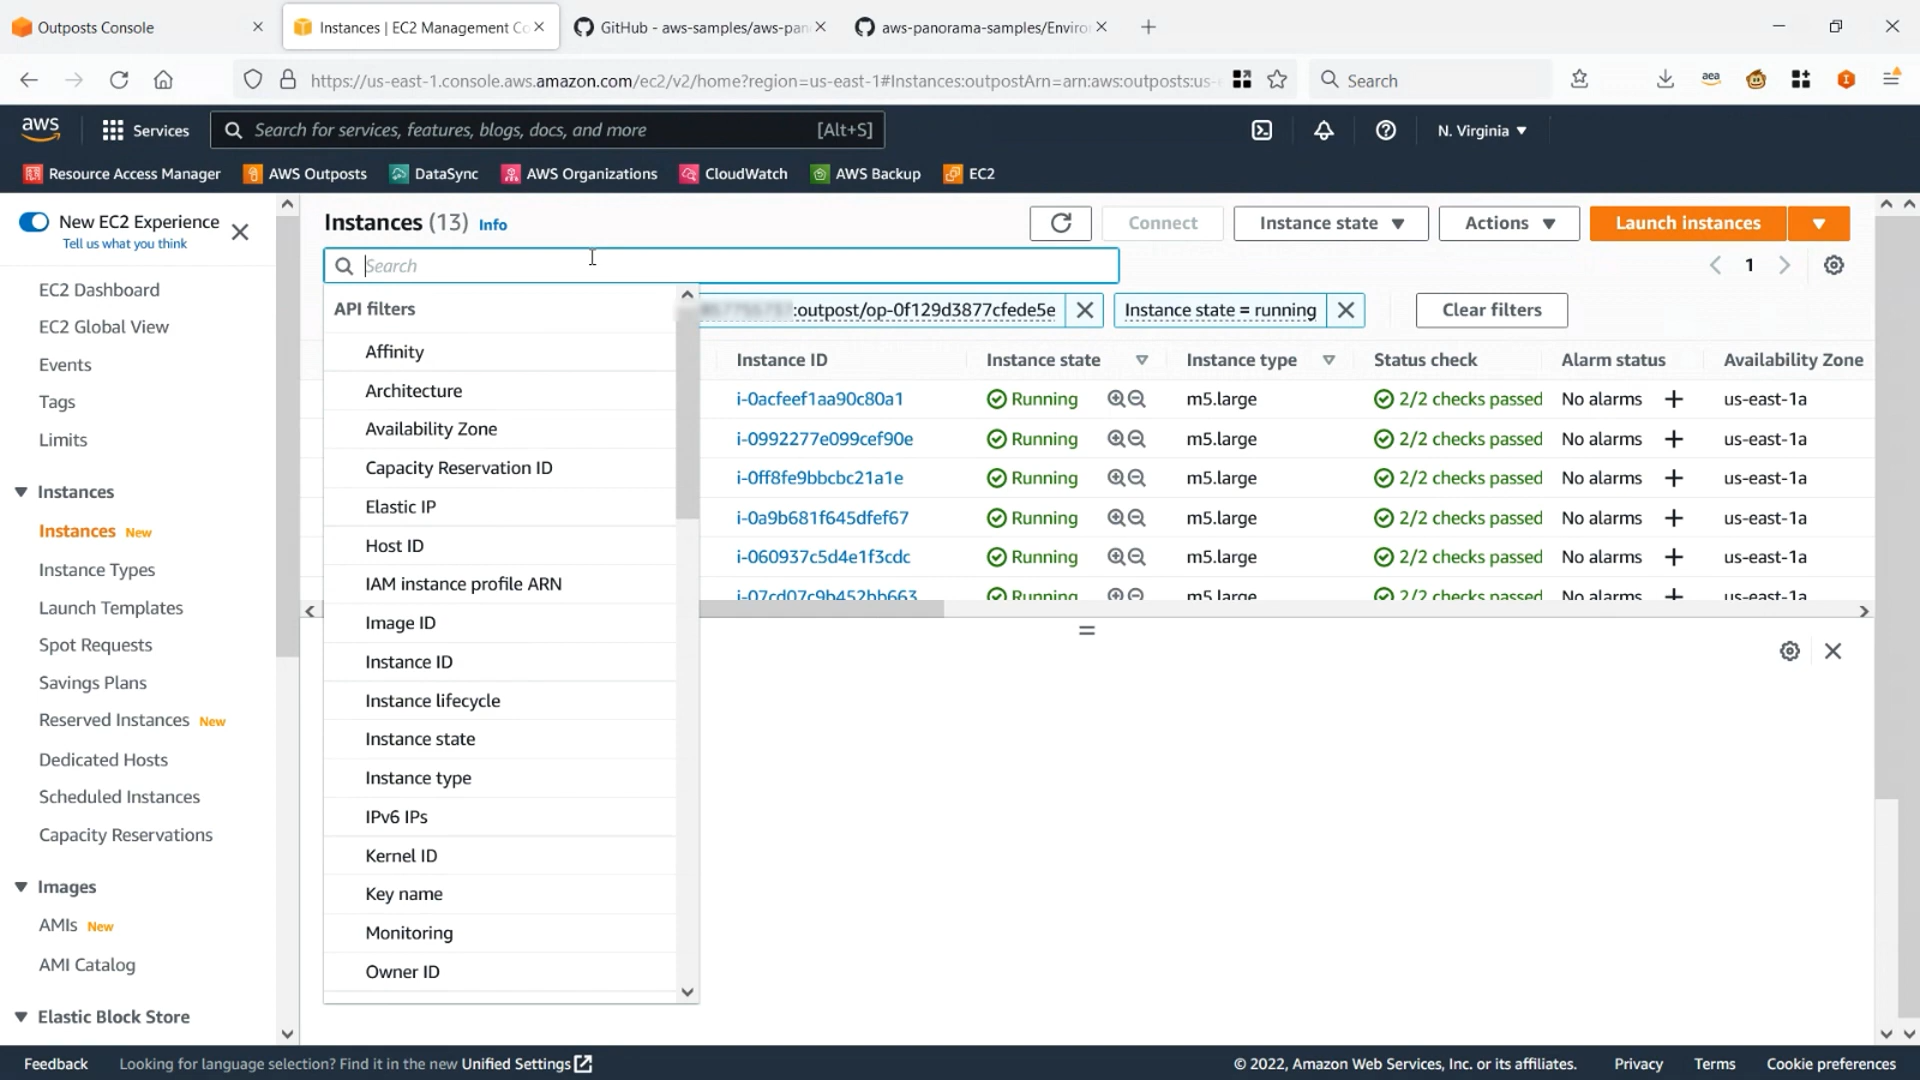 Outposts Console
Instances | EC2 Management Co
GitHub - aws-samples/aws-pan
aws-panorama-samples/Enviro
https://us-east-1.console.aws.amazon.com/ec2/v2/home?region=us-east-1#Instances:outpostArn=arn:aws:outposts:us-
Search
aea
aws
Services
Search for services, features, blogs, docs, and more [Alt+S]
N. Virginia
Resource Access Manager
AWS Outposts
DataSync
AWS Organizations
CloudWatch
AWS Backup
EC2
New EC2 Experience
Tell us what you think
EC2 Dashboard
EC2 Global View
Events
Tags
Limits
Instances
Instances New
Instance Types
Launch Templates
Spot Requests
Savings Plans
Reserved Instances New
Dedicated Hosts
Scheduled Instances
Capacity Reservations
Images
AMIs New
AMI Catalog
Elastic Block Store
Instances (13) Info
Connect
Instance state
Actions
Launch instances
Search
1
API filters
Affinity
Architecture
Availability Zone
Capacity Reservation ID
Elastic IP
Host ID
IAM instance profile ARN
Image ID
Instance ID
Instance lifecycle
Instance state
Instance type
IPv6 IPs
Kernel ID
Key name
Monitoring
Owner ID
:outpost/op-0f129d3877cfede5e
Instance state = running
Clear filters
Instance ID Instance state Instance type Status check Alarm status Availability Zone
i-0acfeef1aa90c80a1 Running m5.large 2/2 checks passed No alarms + us-east-1a
i-0992277e099cef90e Running m5.large 2/2 checks passed No alarms + us-east-1a
i-0ff8fe9bbcbc21a1e Running m5.large 2/2 checks passed No alarms + us-east-1a
i-0a9b681f645dfef67 Running m5.large 2/2 checks passed No alarms + us-east-1a
i-060937c5d4e1f3cdc Running m5.large 2/2 checks passed No alarms + us-east-1a
i-07cd07c9b452bb663 Running m5.large 2/2 checks passed No alarms + us-east-1a
Feedback
Looking for language selection? Find it in the new Unified Settings
© 2022, Amazon Web Services, Inc. or its affiliates.
Privacy
Terms
Cookie preferences